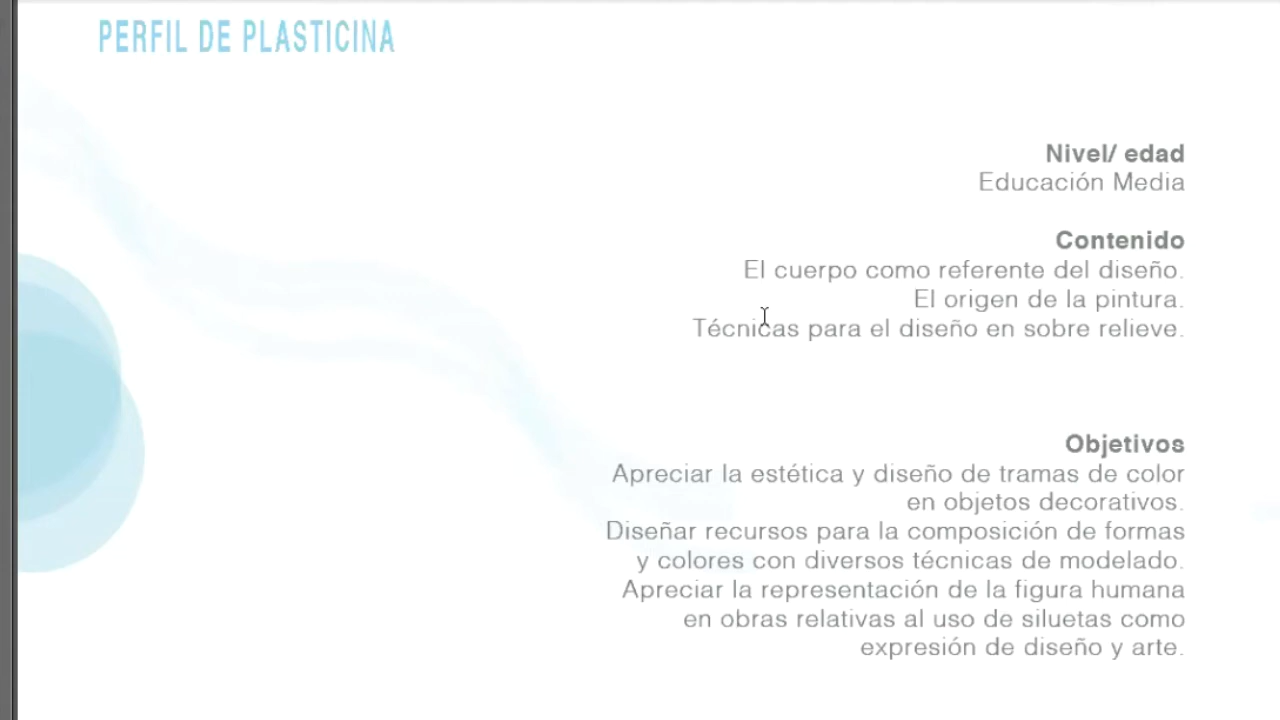 PERFIL DE PLASTICINA
Nivel/ edad
Educación Media
Contenido
El cuerpo como referente del diseño.
El origen de la pintura.
Técnicas para el diseño en sobre relieve.
Objetivos
Apreciar la estética y diseño de tramas de color
en objetos decorativos.
Diseñar recursos para la composición de formas
y colores con diversos técnicas de modelado.
Apreciar la representación de la figura humana
en obras relativas al uso de siluetas como
expresión de diseño y arte.